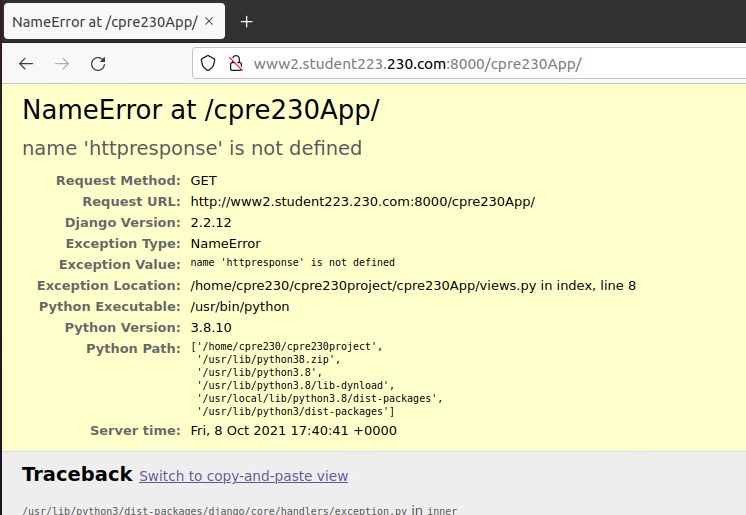 NameError at /cpre230App/
www2.student223.230.com:8000/cpre230App/
NameError at /cpre230App/
name 'httpresponse' is not defined
Request Method: GET
Request URL: http://www2.student223.230.com:8000/cpre230App/
Django Version: 2.2.12
Exception Type: NameError
Exception Value: name 'httpresponse' is not defined
Exception Location: /home/cpre230/cpre230project/cpre230App/views.py in index, line 8
Python Executable: /usr/bin/python
Python Version: 3.8.10
Python Path: ['/home/cpre230/cpre230project',
'/usr/lib/python38.zip',
'/usr/lib/python3.8',
'/usr/lib/python3.8/lib-dynload',
'/usr/local/lib/python3.8/dist-packages',
'/usr/lib/python3/dist-packages']
Server time: Fri, 8 Oct 2021 17:40:41 +0000
Traceback Switch to copy-and-paste view
/usr/lib/python3/dist-packages/django/core/handlers/exception.py in inner